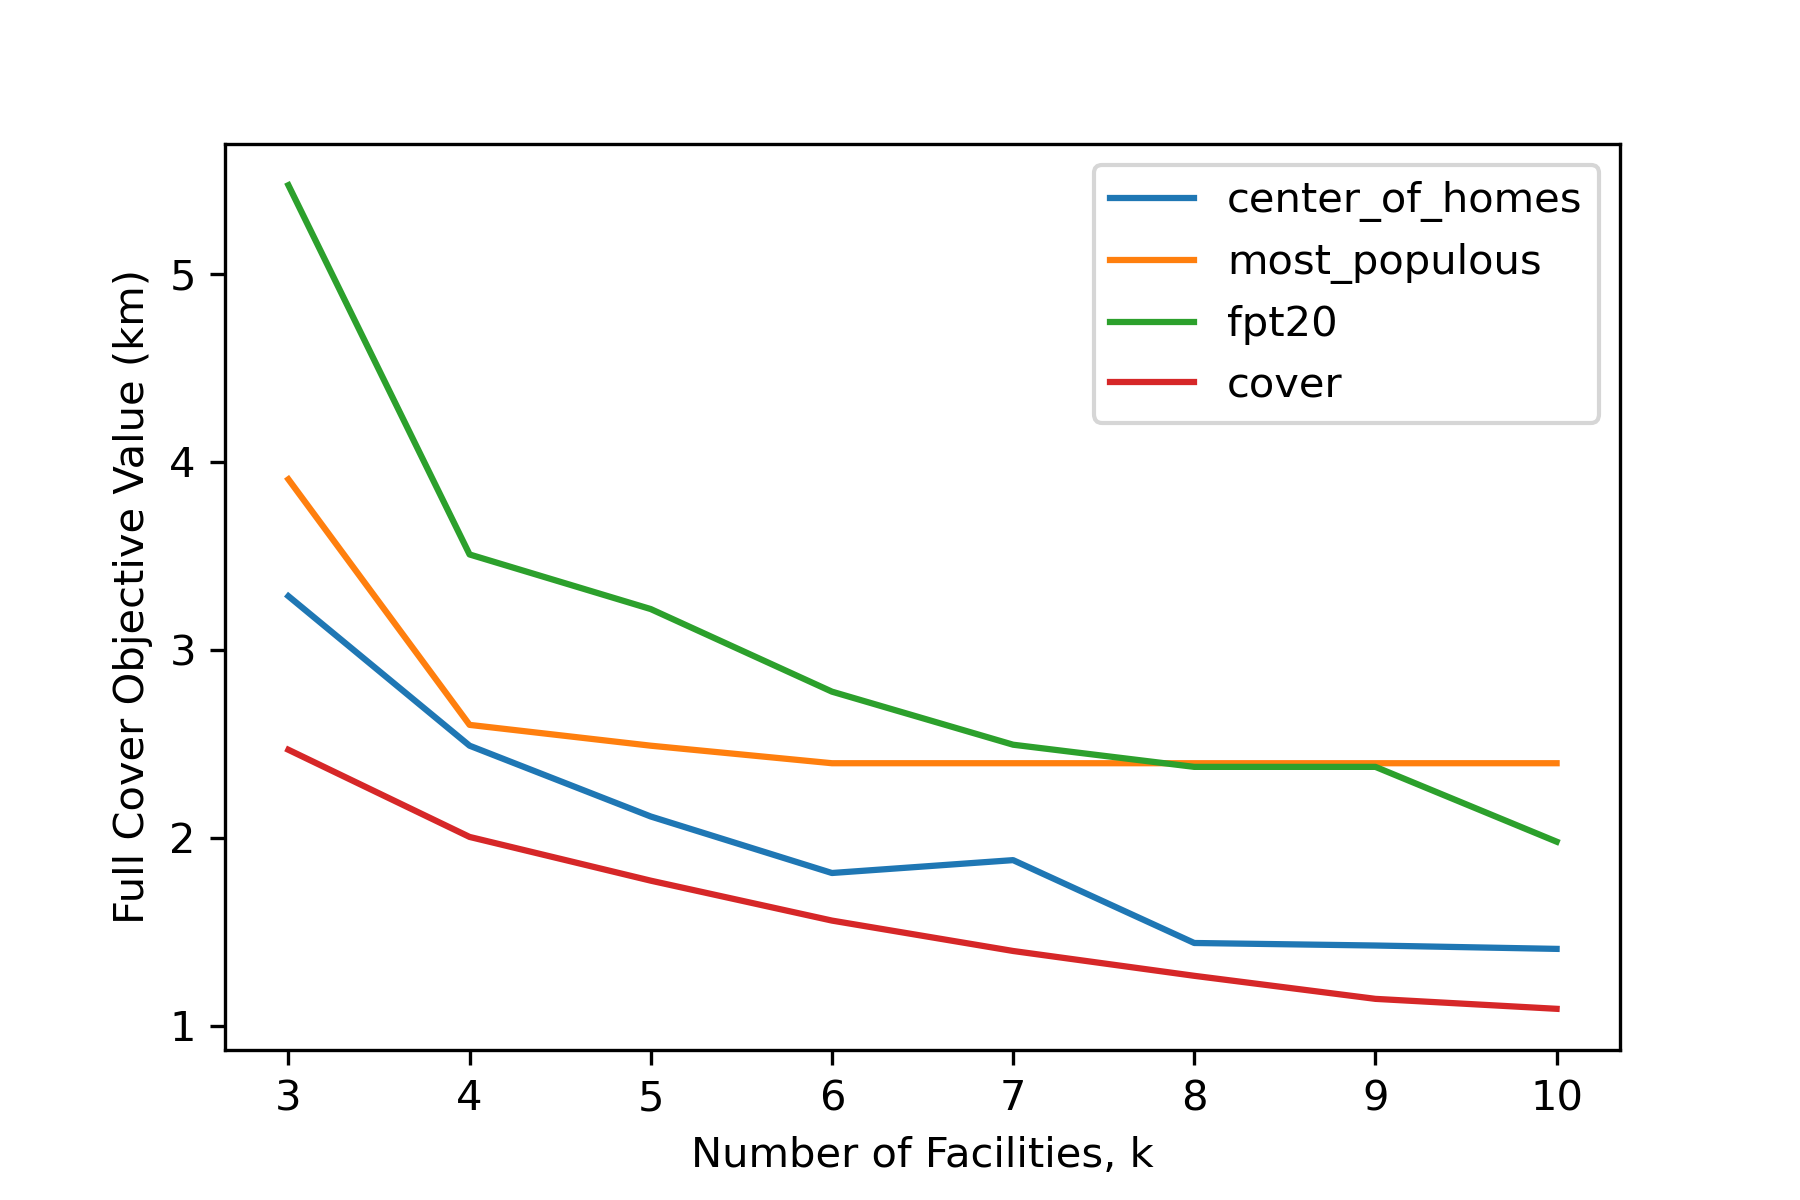 center_of_homes
most_populous
fpt20
cover
Full Cover Objective Value (km)
5
4
3
2
1
3 4 5 6 7 8 9 10
Number of Facilities, k